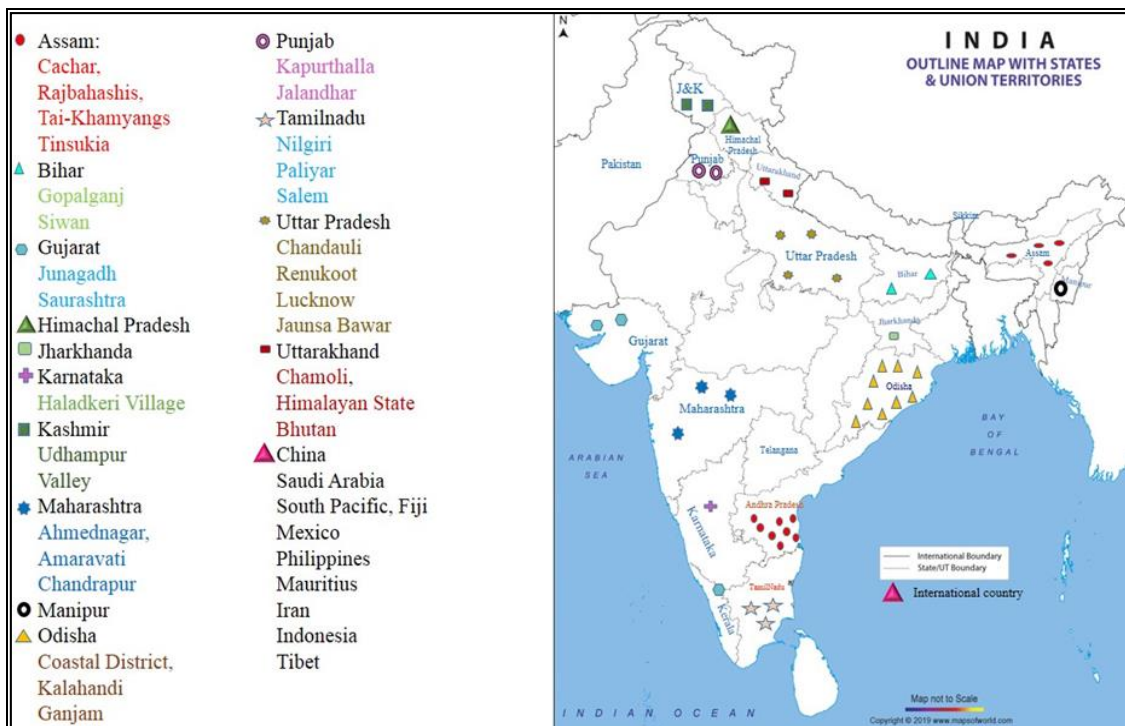 Assam:
Cachar,
Rajbahashis,
Tai-Khamyangs
Tinsukia
Bihar
Gopalganj
Siwan
Gujarat
Junagadh
Saurashtra
Himachal Pradesh
Jharkhanda
Karnataka
Haladkeri Village
Kashmir
Udhampur
Valley
Maharashtra
Ahmednagar,
Amaravati
Chandrapur
Manipur
Odisha
Coastal District,
Kalahandi
Ganjam
Punjab
Kapurthalla
Jalandhar
Tamilnadu
Nilgiri
Paliyar
Salem
Uttar Pradesh
Chandauli
Renukoot
Lucknow
Jaunsa Bawar
Uttarakhand
Chamoli,
Himalayan State
Bhutan
China
Saudi Arabia
South Pacific, Fiji
Mexico
Philippines
Mauritius
Iran
Indonesia
Tibet
N
INDIA
OUTLINE MAP WITH STATES
& UNION TERRITORIES
J&K
Himachal
Pradesh
Pakistan
Punjab
Uttarakhand
Sikkim
Uttar Pradesh
Assam
Bihar
Manipur
Jharkhanda
Gujarat
Odisha
Maharashtra
Telangana
ARABIAN
SEA
BAY
OF
BENGAL
Andhra Pradesh
Karnataka
International Boundary
State/UT Boundary
International country
TamilNadu
Kerala
Map not to Scale
INDIAN OCEAN
Copyright © 2019 www.mapsofworld.com